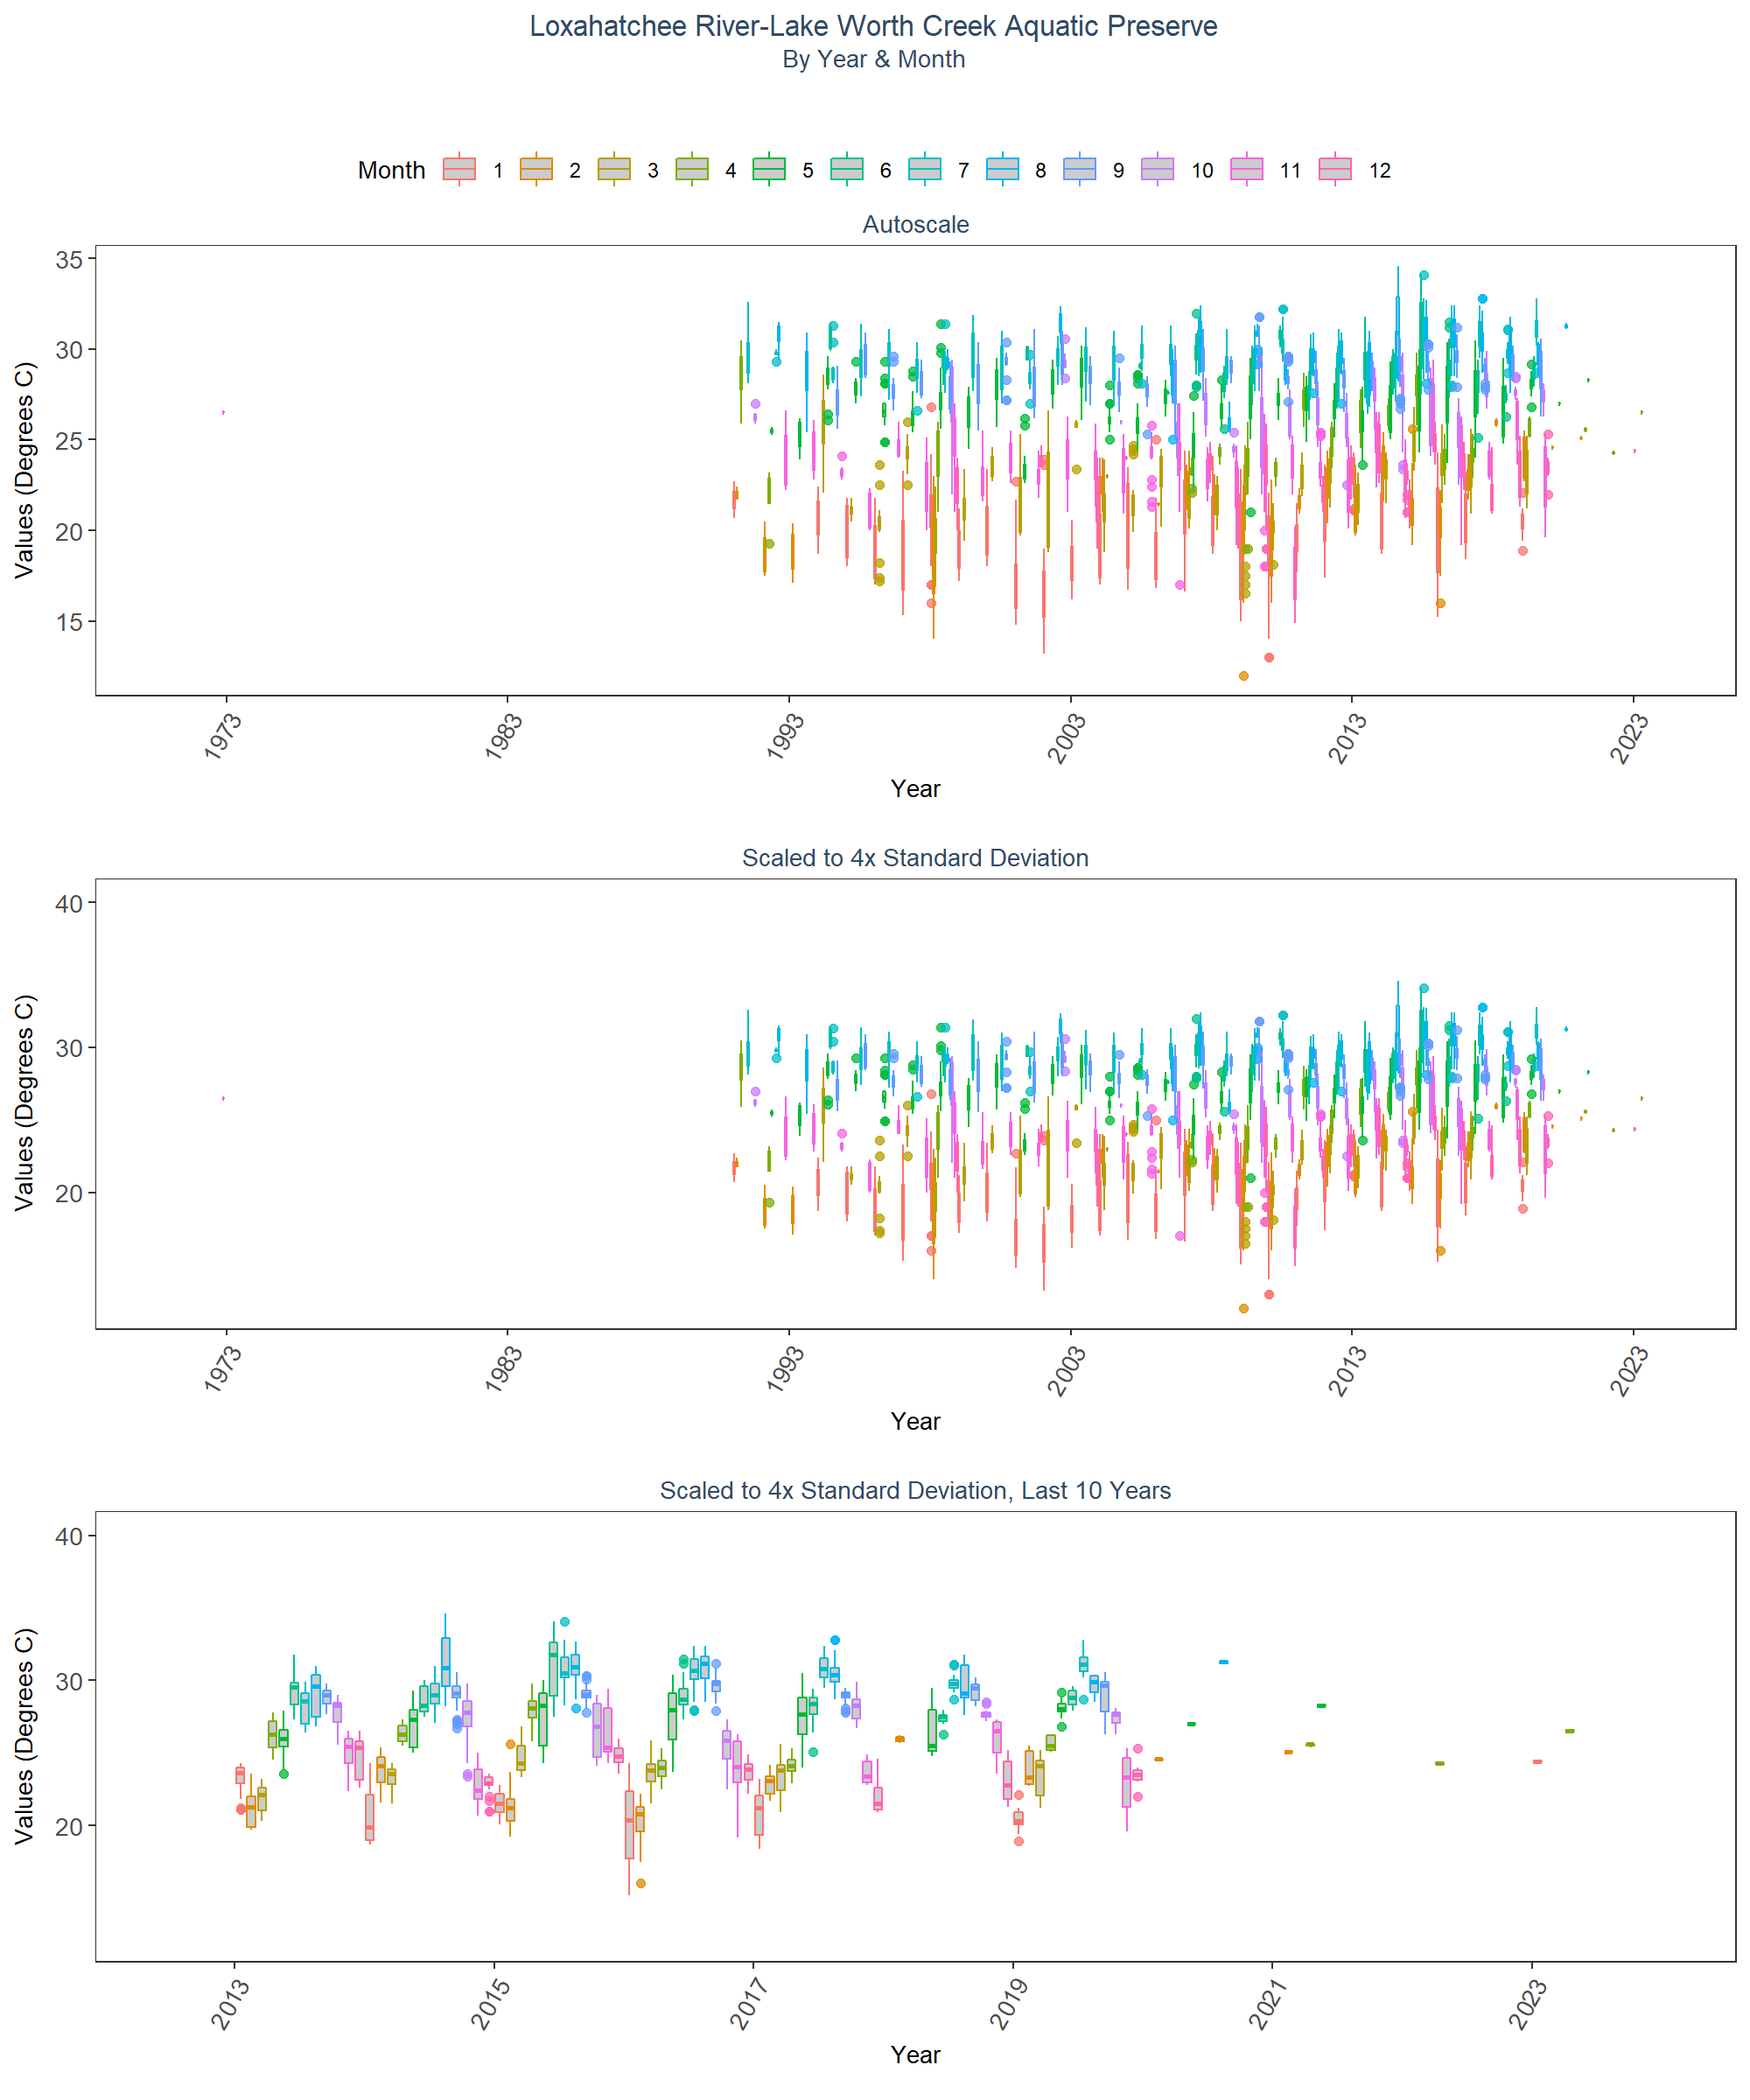 Loxahatchee River-Lake Worth Creek Aquatic Preserve
By Year & Month
Month 1 2 3 4 5 6 7 8 9 10 11 12
Autoscale
Values (Degrees C)
35
30
25
20
15
1973 1983 1993 2003 2013 2023
Year
Scaled to 4x Standard Deviation
Values (Degrees C)
40
30
20
1973 1983 1993 2003 2013 2023
Year
Scaled to 4x Standard Deviation, Last 10 Years
Values (Degrees C)
40
30
20
2013 2015 2017 2019 2021 2023
Year